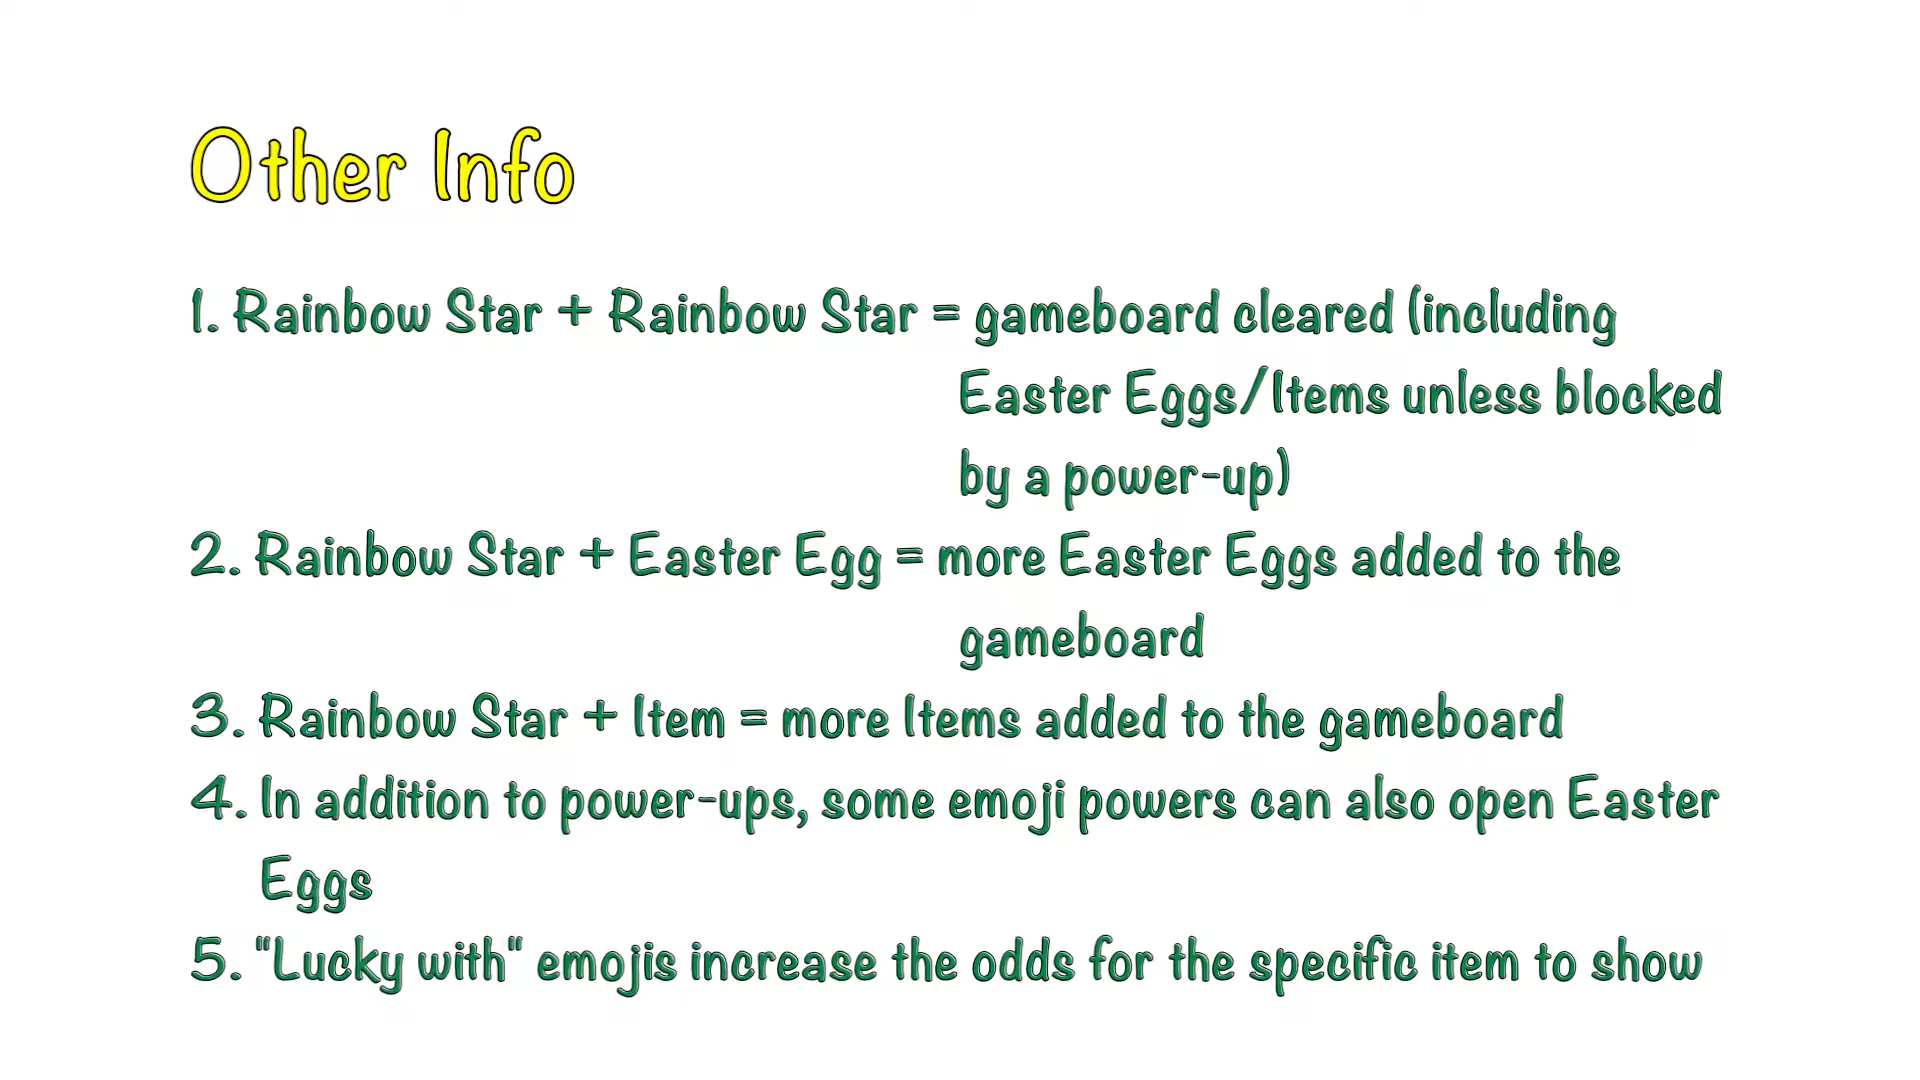 Other Info
1. Rainbow Star + Rainbow Star = gameboard cleared (including
Easter Eggs/Items unless blocked
by a power-up)
2. Rainbow Star + Easter Egg = more Easter Eggs added to the
gameboard
3. Rainbow Star + Item = more Items added to the gameboard
4. In addition to power-ups, some emoji powers can also open Easter
Eggs
5. "Lucky with" emojis increase the odds for the specific item to show